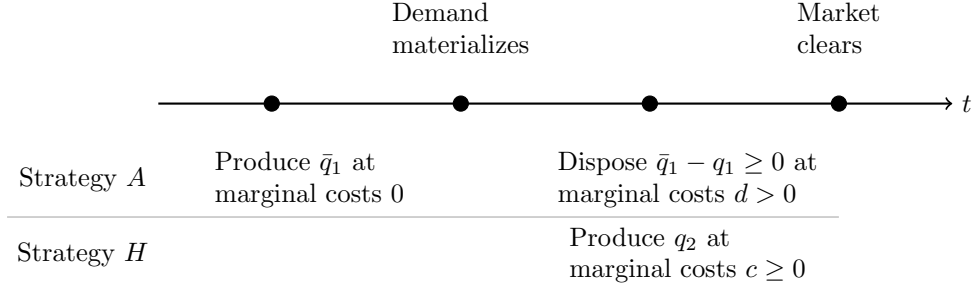 Demand
materializes
Market
clears
t
Strategy A
Produce q̄₁ at
marginal costs 0
Dispose q̄₁ − q₁ ≥ 0 at
marginal costs d > 0
Strategy H
Produce q₂ at
marginal costs c ≥ 0